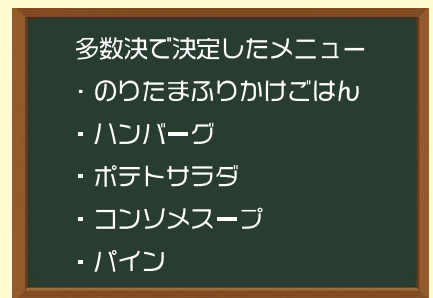 多数決で決定したメニュー
・のりたまふりかけごはん
・ハンバーグ
・ポテトサラダ
・コンソメスープ
・パイン